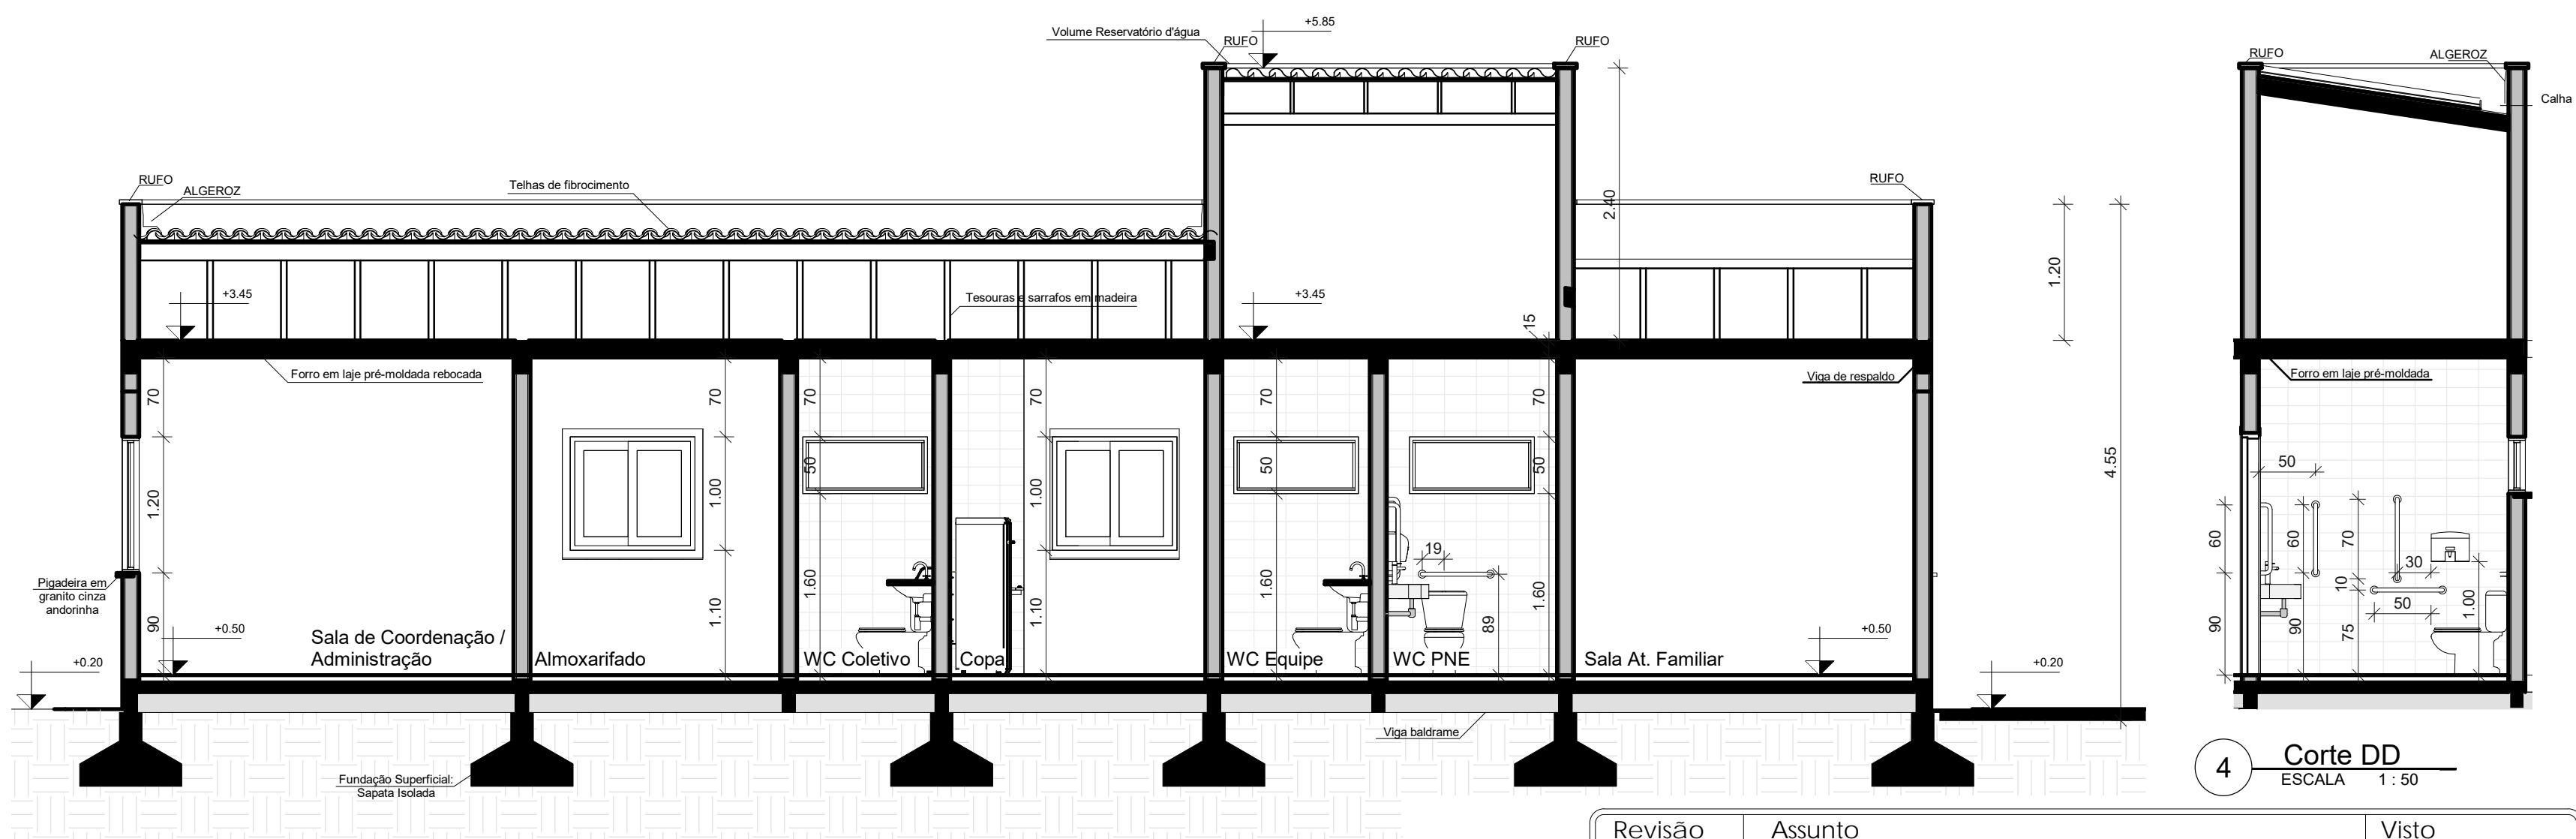 +5.85
Volume Reservatório d'água
RUFO
RUFO
RUFO
ALGEROZ
Calha
2.40
RUFO
ALGEROZ
Telhas de fibrocimento
RUFO
1.20
4.55
+3.45
Tesouras e sarrafos em madeira
+3.45
15
Forro em laje pré-moldada rebocada
Viga de respaldo
Forro em laje pré-moldada
70
70
70
70
70
70
1.20
1.00
50
1.00
50
50
50
90
1.10
1.60
1.10
1.60
1.60
19
89
60
60
70
10
30
50
90
90
75
1.00
Pigadeira em
granito cinza
andorinha
+0.50
+0.50
+0.20
+0.20
Sala de Coordenação /
Administração
Almoxarifado
WC Coletivo
Copa
WC Equipe
WC PNE
Sala At. Familiar
Viga baldrame
Fundação Superficial:
Sapata Isolada
4
Corte DD
ESCALA 1 : 50
Revisão Assunto Visto